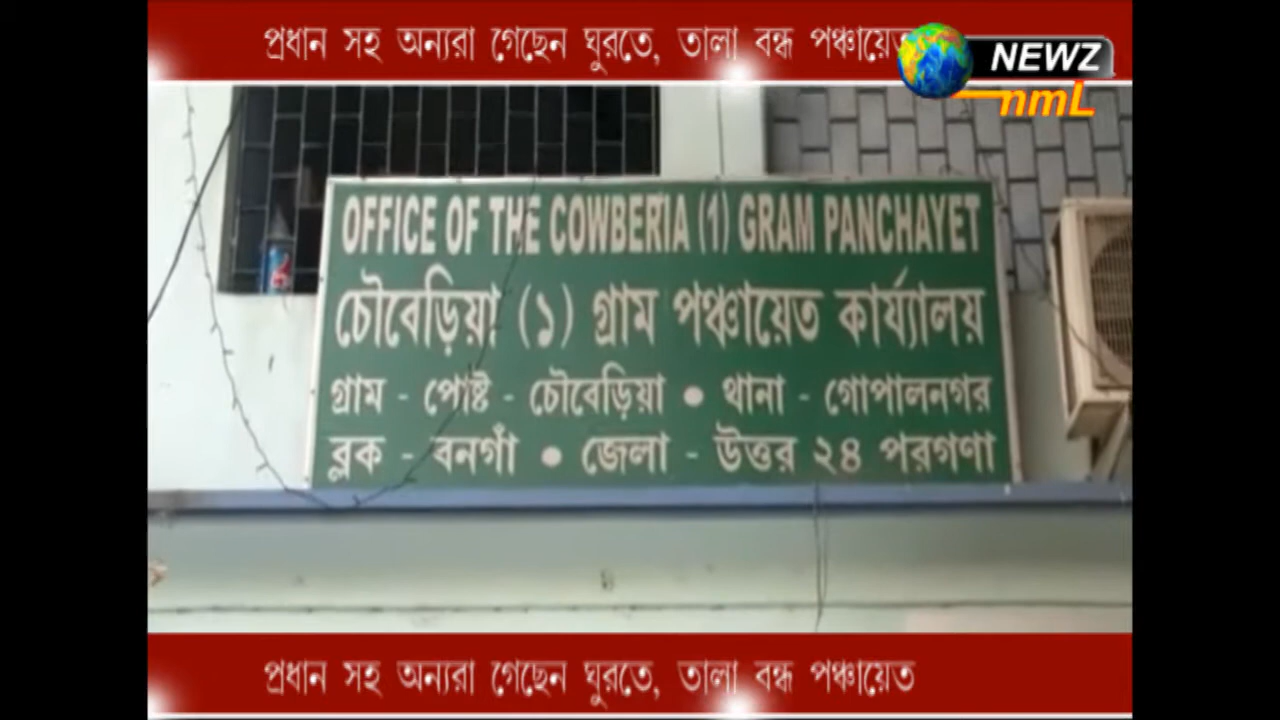 প্রধান সহ অন্যরা গেছেন ঘুরতে, তালা বন্ধ পঞ্চায়েত
NEWZ
nmL
OFFICE OF THE COWBERIA (1) GRAM PANCHAYET
চৌবেড়িয়া (১) গ্রাম পঞ্চায়েত কার্য্যালয়
গ্রাম - পোষ্ট - চৌবেড়িয়া ● থানা - গোপালনগর
ব্লক - বনগাঁ ● জেলা - উত্তর ২৪ পরগণা
প্রধান সহ অন্যরা গেছেন ঘুরতে, তালা বন্ধ পঞ্চায়েত